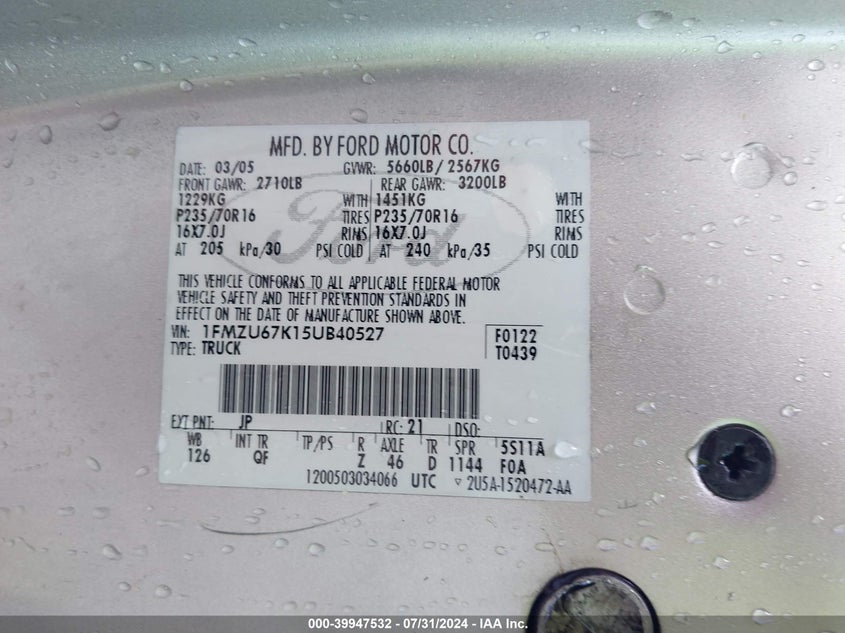 MFD. BY FORD MOTOR CO.
DATE: 03/05 GVWR: 5660LB/ 2567KG
FRONT GAWR: 2710LB REAR GAWR: 3200LB
1229KG WITH 1451KG WITH
P235/70R16 TIRES P235/70R16 TIRES
16X7.0J RIMS 16X7.0J RIMS
AT 205 kPa/30 PSI COLD AT 240 kPa/35 PSI COLD
Ford
THIS VEHICLE CONFORMS TO ALL APPLICABLE FEDERAL MOTOR
VEHICLE SAFETY AND THEFT PREVENTION STANDARDS IN
EFFECT ON THE DATE OF MANUFACTURE SHOWN ABOVE.
VIN: 1FMZU67K15UB40527 F0122
TYPE: TRUCK T0439
EXT PNT: JP RC: 21 DSO:
WB INT TR TP/PS R AXLE TR SPR 5S11A
126 QF Z 46 D 1144 F0A
1200503034066 UTC ▽ 2U5A-1520472-AA
000-39947532 - 07/31/2024 - IAA Inc.